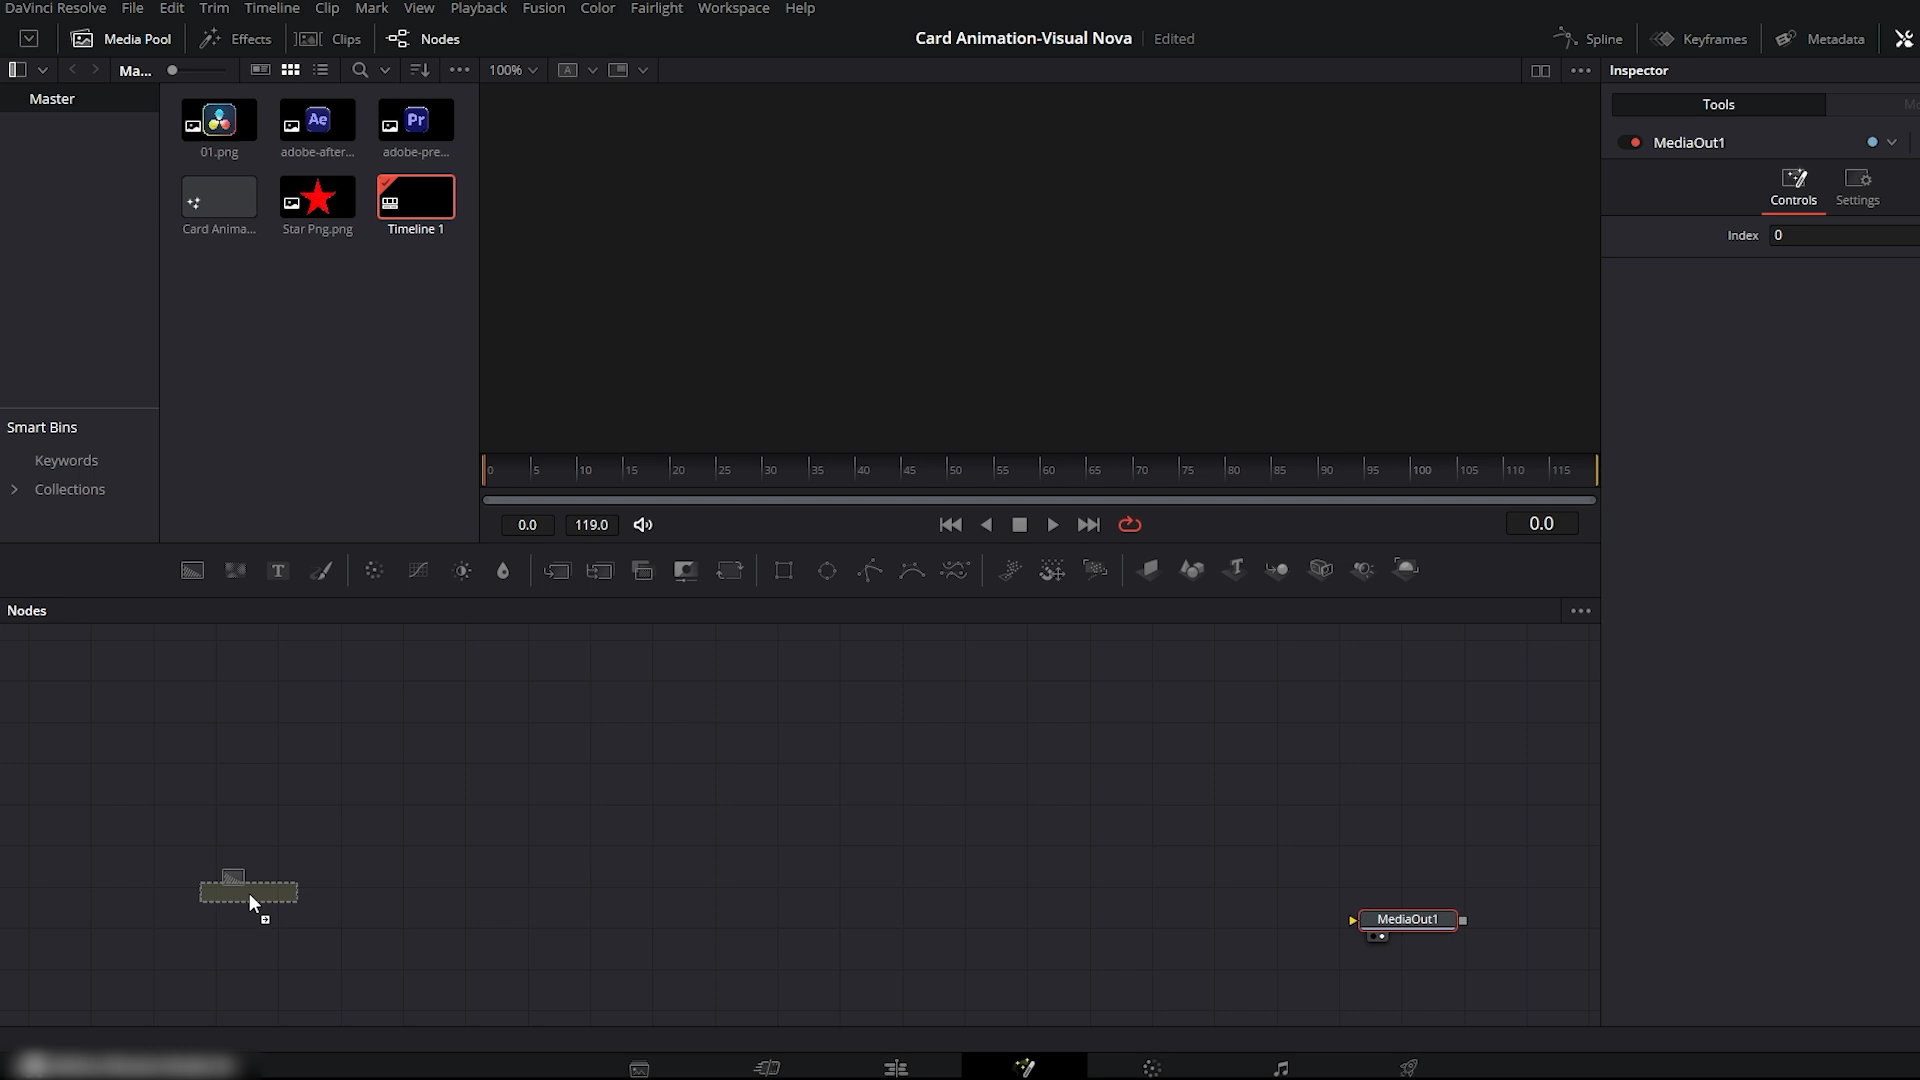 DaVinci Resolve File Edit Trim Timeline Clip Mark View Playback Fusion Color Fairlight Workspace Help
Media Pool Effects Clips Nodes Card Animation-Visual Nova Edited Spline Keyframes Metadata
Ma... 100% A Inspector
Master
Tools
01.png adobe-after... adobe-pre...
Ae Pr
MediaOut1
Card Anima... Star Png.png Timeline 1
Controls Settings
Index 0
Smart Bins
Keywords
Collections
0 5 10 15 20 25 30 35 40 45 50 55 60 65 70 75 80 85 90 95 100 105 110 115
0.0 119.0 0.0
T T
Nodes
MediaOut1